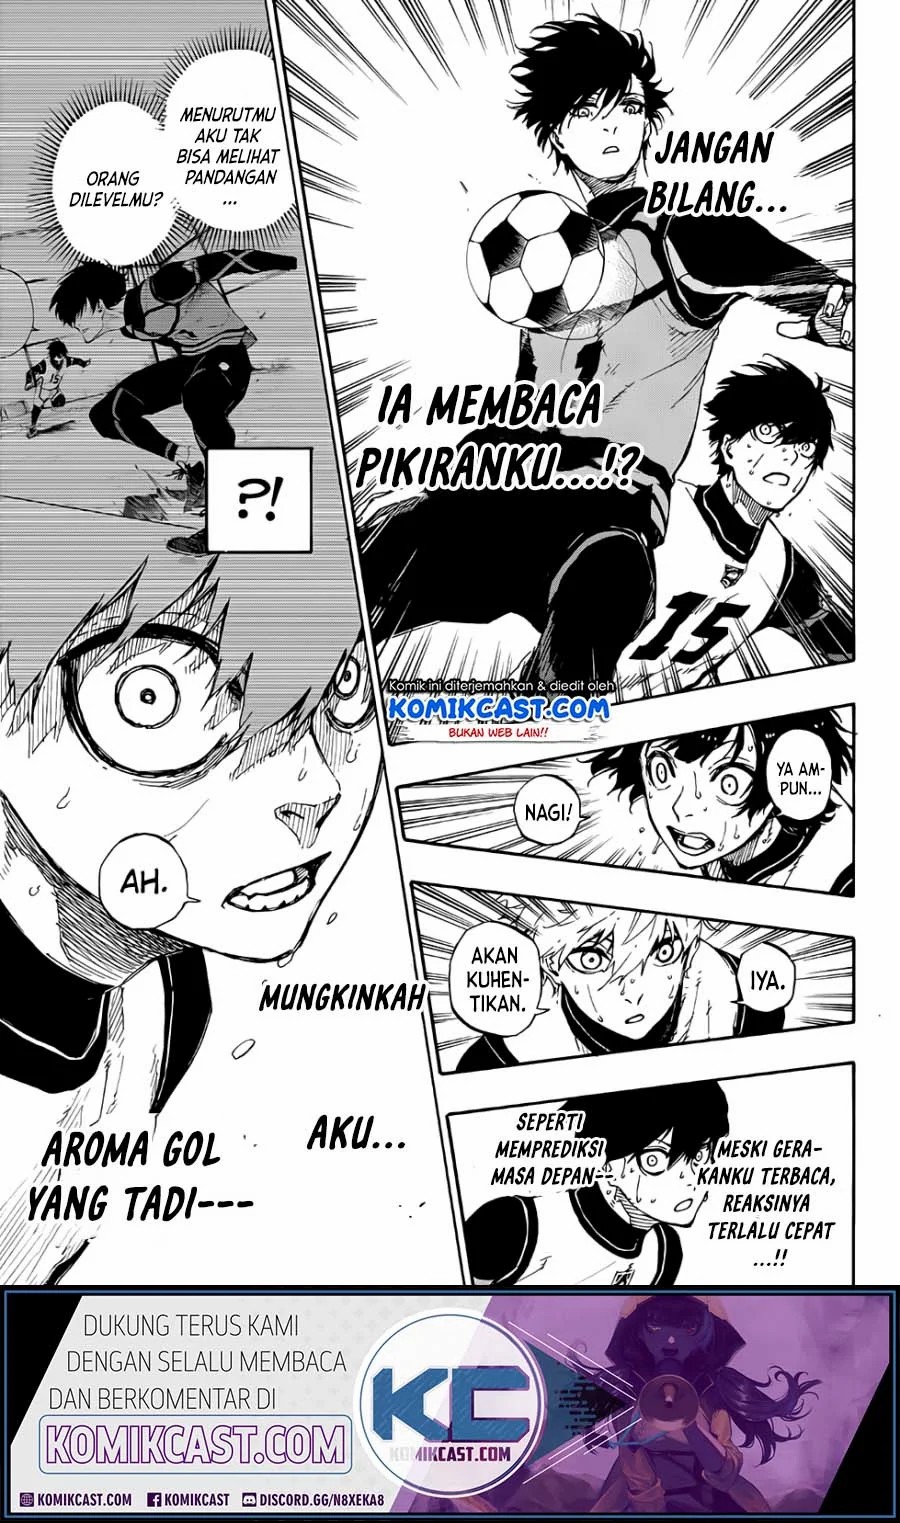 JANGAN
BILANG...
IA MEMBACA
PIKIRANKU...!?
15
MENURUTMU
AKU TAK
BISA MELIHAT
PANDANGAN
...
ORANG
DILEVELMU?
15
?!
Komik ini diterjemahkan & diedit oleh
KOMIKCAST.COM
BUKAN WEB LAIN!!
YA AM-
PUN...
NAGI!
IYA.
AKAN
KUHEN-
TIKAN.
MESKI GERA-
KANKU TERBACA,
REAKSINYA
TERLALU CEPAT
...!!
SEPERTI
MEMPREDIKSI
MASA DEPAN--
AH.
MUNGKINKAH
AKU...
AROMA GOL
YANG TADI---
DUKUNG TERUS KAMI
DENGAN SELALU MEMBACA
DAN BERKOMENTAR DI
KOMIKCAST.COM
KOMIKCAST.COM
KOMIKCAST
DISCORD.GG/N8XEKA8
KC
KOMIKCAST.COM